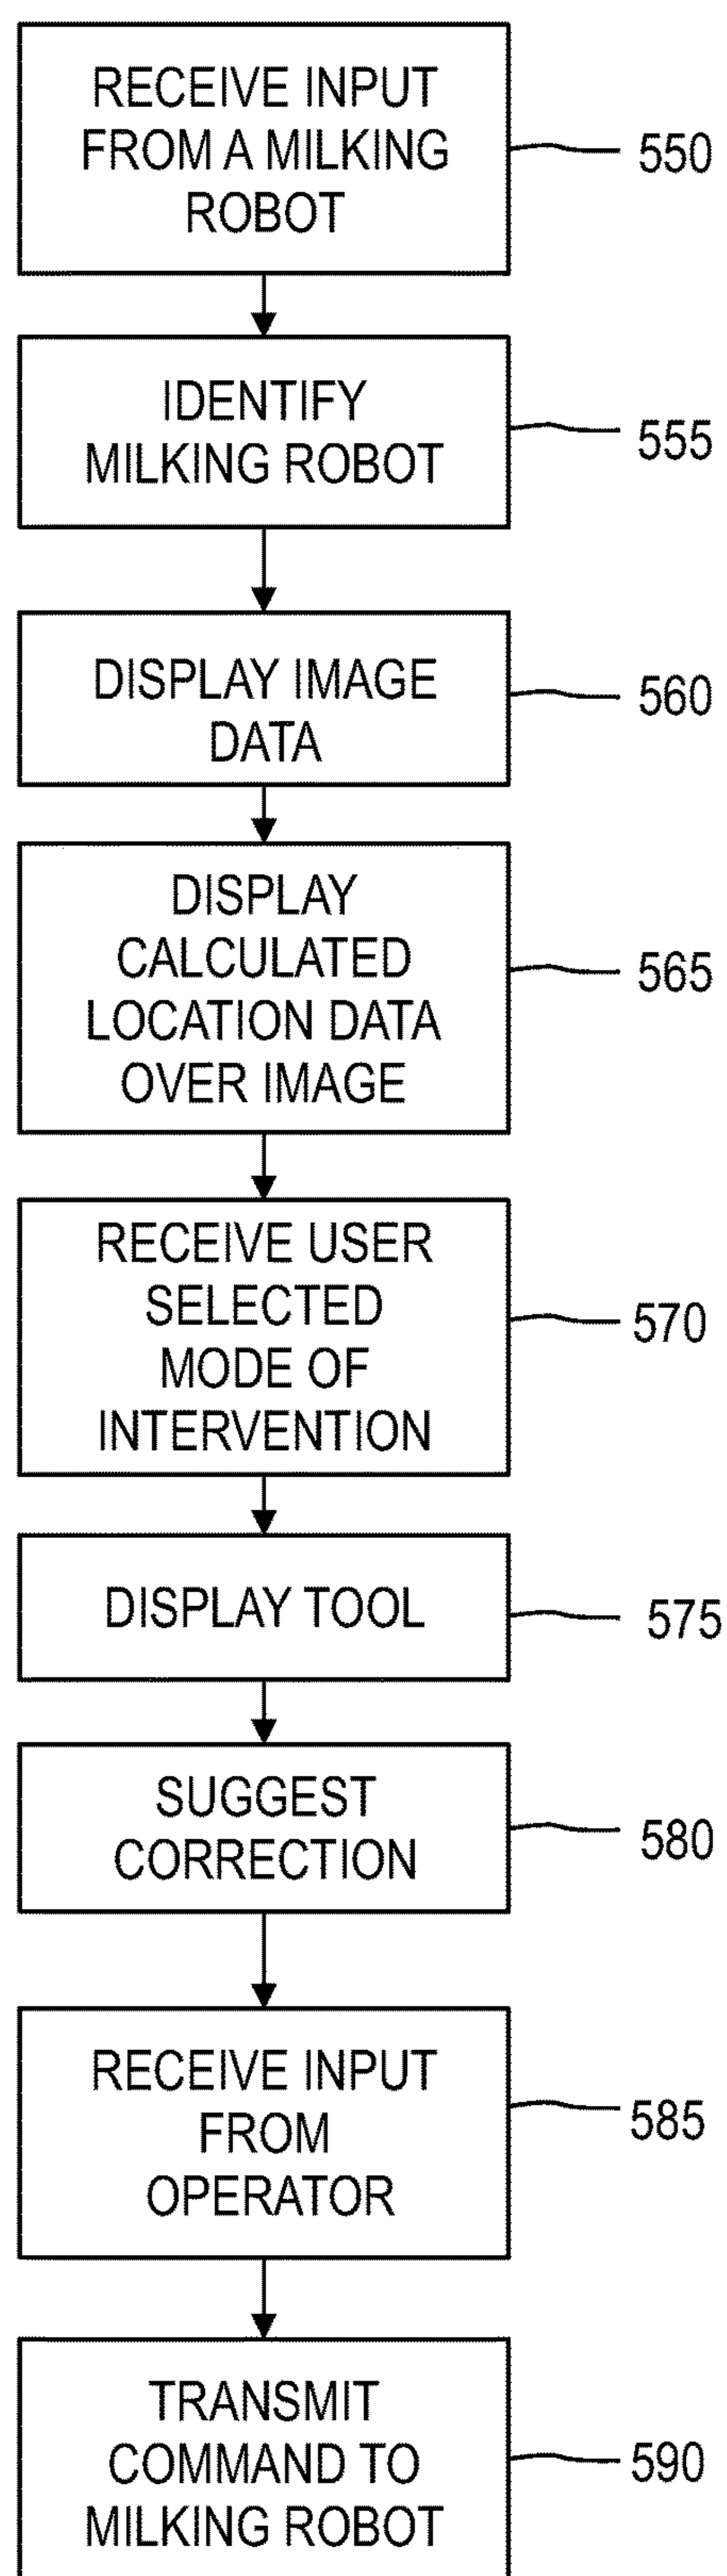 RECEIVE INPUT
FROM A MILKING
ROBOT
550
IDENTIFY
MILKING ROBOT
555
DISPLAY IMAGE
DATA
560
DISPLAY
CALCULATED
LOCATION DATA
OVER IMAGE
565
RECEIVE USER
SELECTED
MODE OF
INTERVENTION
570
DISPLAY TOOL
575
SUGGEST
CORRECTION
580
RECEIVE INPUT
FROM
OPERATOR
585
TRANSMIT
COMMAND TO
MILKING ROBOT
590